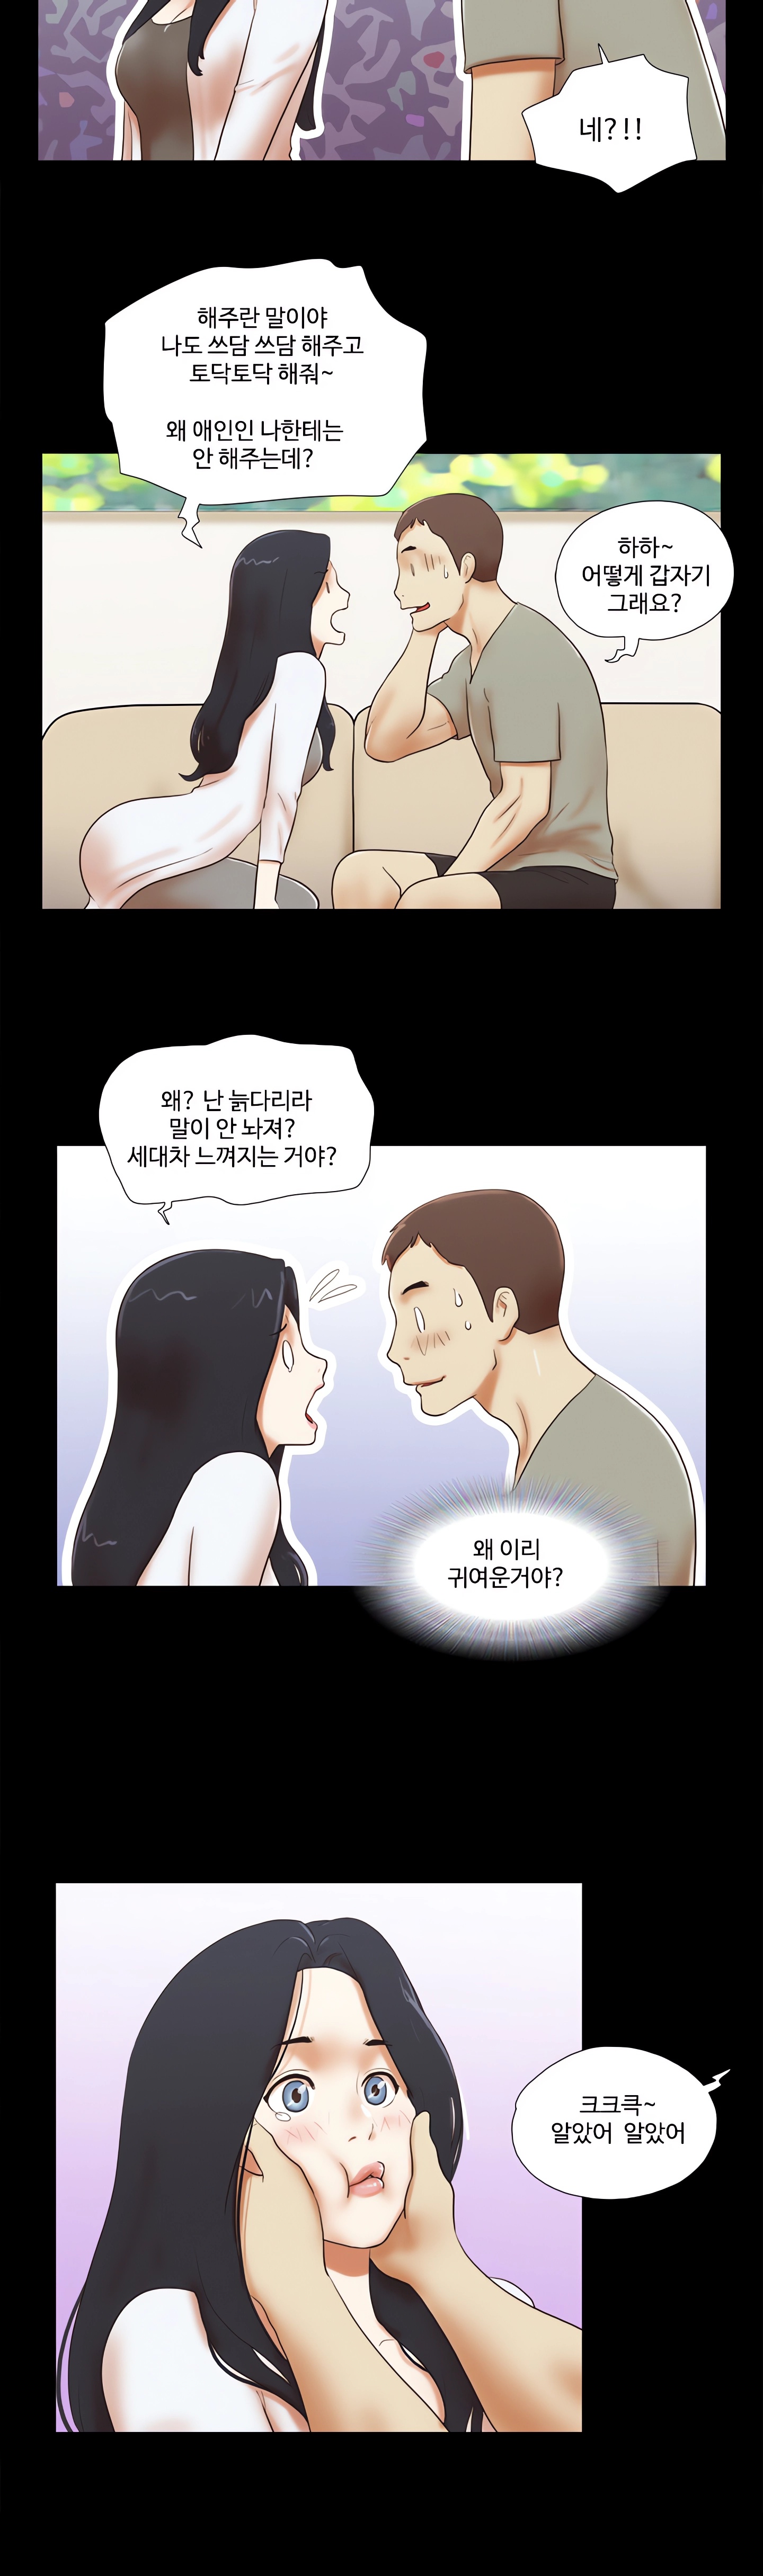 네?!!
해주란 말이야
나도 쓰담 쓰담 해주고
토닥토닥 해줘~
왜 애인인 나한테는
안 해주는데?
하하~
어떻게 갑자기
그래요?
왜? 난 늙다리라
말이 안 놔져?
세대차 느껴지는 거야?
왜 이리
귀여운거야?
크크큭~
알았어 알았어